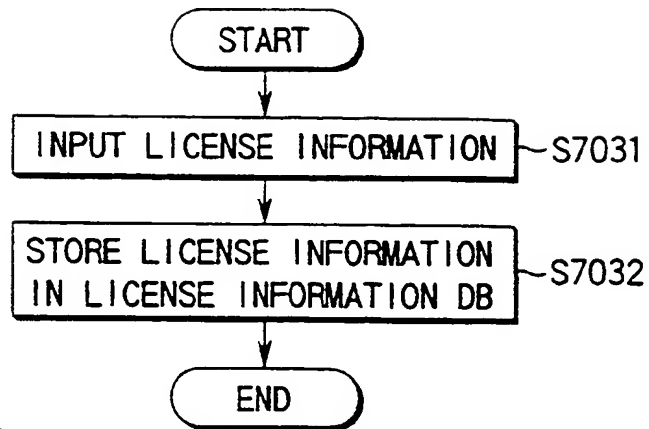 START
INPUT LICENSE INFORMATION
S7031
STORE LICENSE INFORMATION
IN LICENSE INFORMATION DB
S7032
END